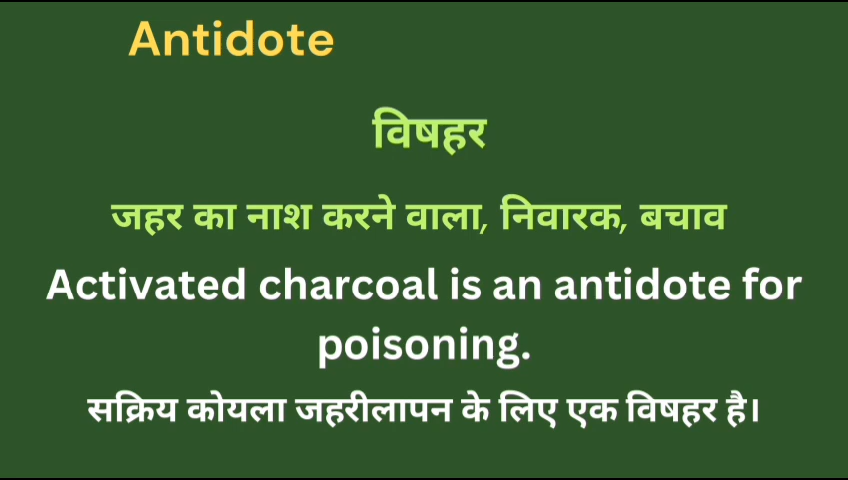 Antidote
विषहर
जहर का नाश करने वाला, निवारक, बचाव
Activated charcoal is an antidote for
poisoning.
सक्रिय कोयला जहरीलापन के लिए एक विषहर है।